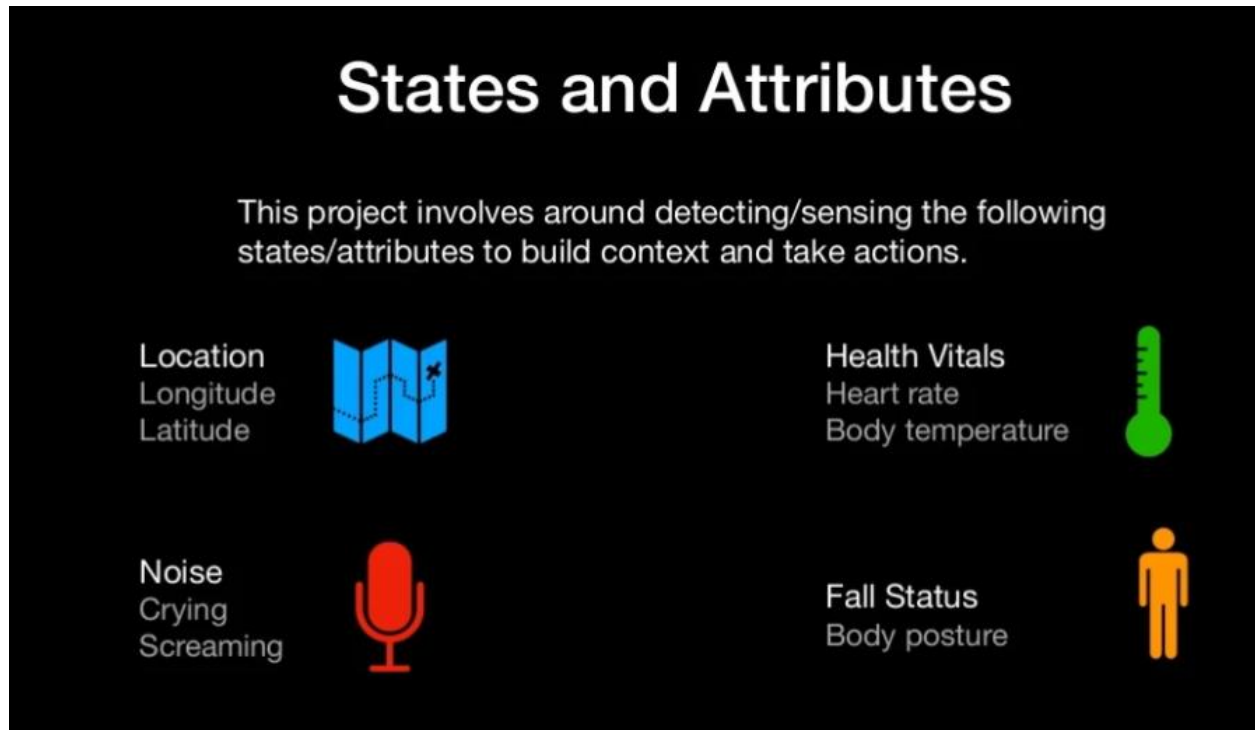 States and Attributes
This project involves around detecting/sensing the following
states/attributes to build context and take actions.
Location
Longitude
Latitude
Health Vitals
Heart rate
Body temperature
Noise
Crying
Screaming
Fall Status
Body posture